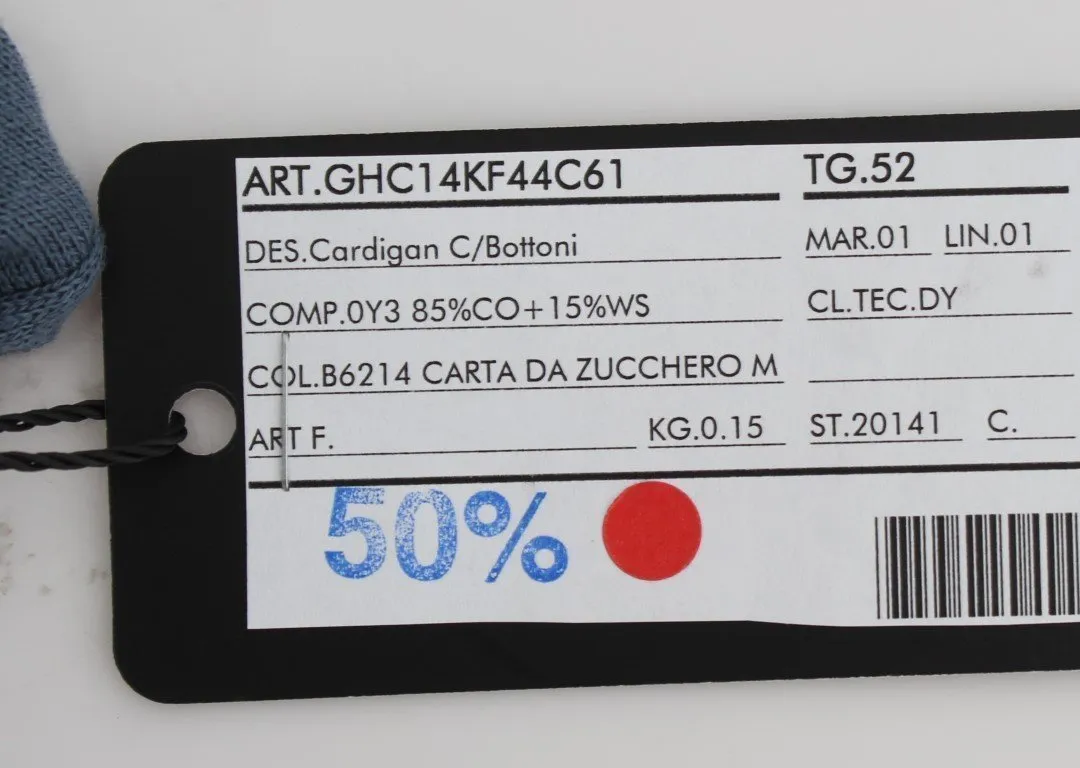 ART.GHC14KF44C61 TG.52
DES.Cardigan C/Bottoni MAR.01 LIN.01
COMP.0Y3 85%CO+15%WS CL.TEC.DY
COL.B6214 CARTA DA ZUCCHERO M
ART F. KG.0.15 ST.20141 C.
50%